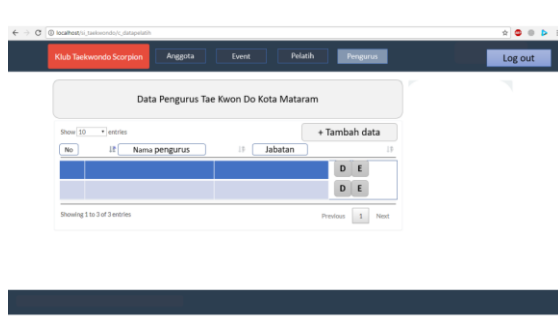 localhost/u_taekwondo/c_datapelatih
Klub Taekwondo Scorpion Anggota Event Pelatih Pengurus Log out
Data Pengurus Tae Kwon Do Kota Mataram
Show 10 entries + Tambah data
No Nama pengurus Jabatan
D E
D E
Showing 1 to 3 of 3 entries Previous 1 Next